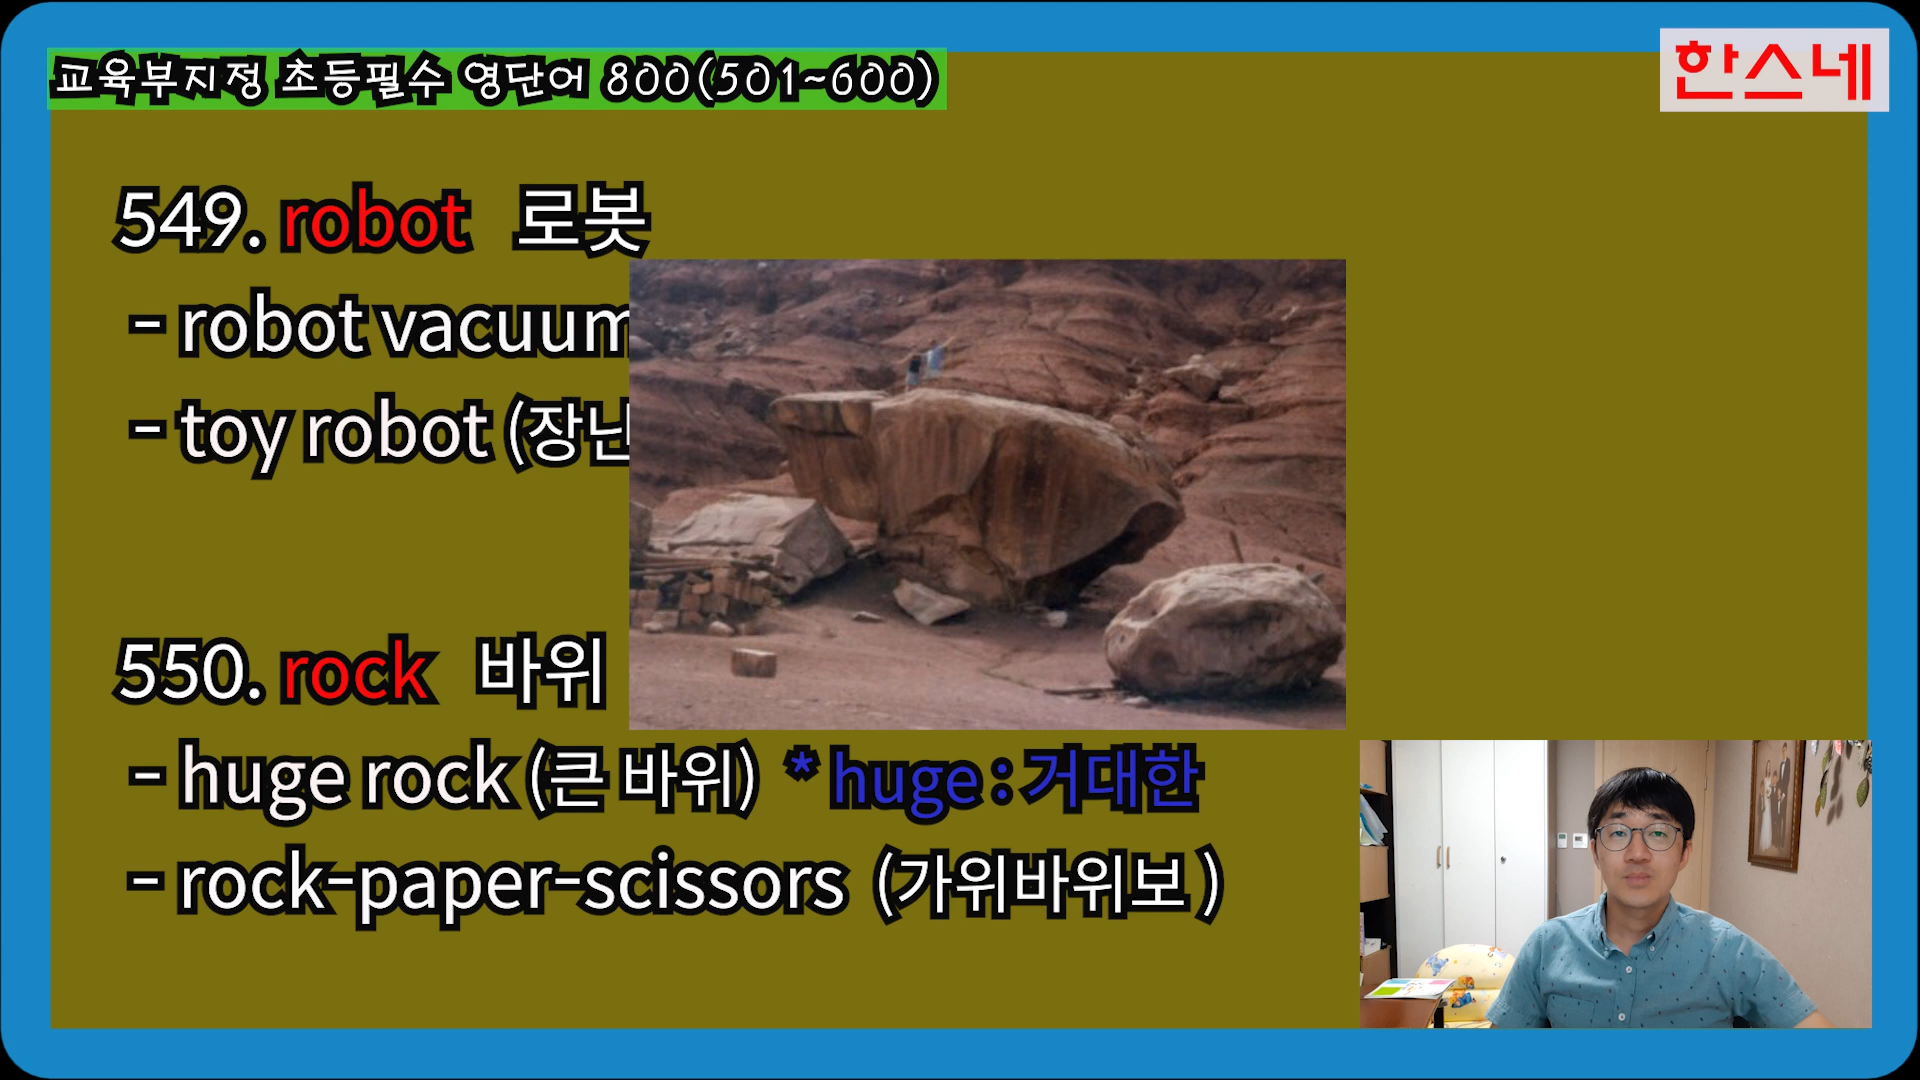 교육부지정 초등필수 영단어 800(501~600)
한스네
549. robot 로봇
- robot vacuum
- toy robot (장난
550. rock 바위
- huge rock (큰 바위) *huge : 거대한
- rock-paper-scissors (가위바위보)